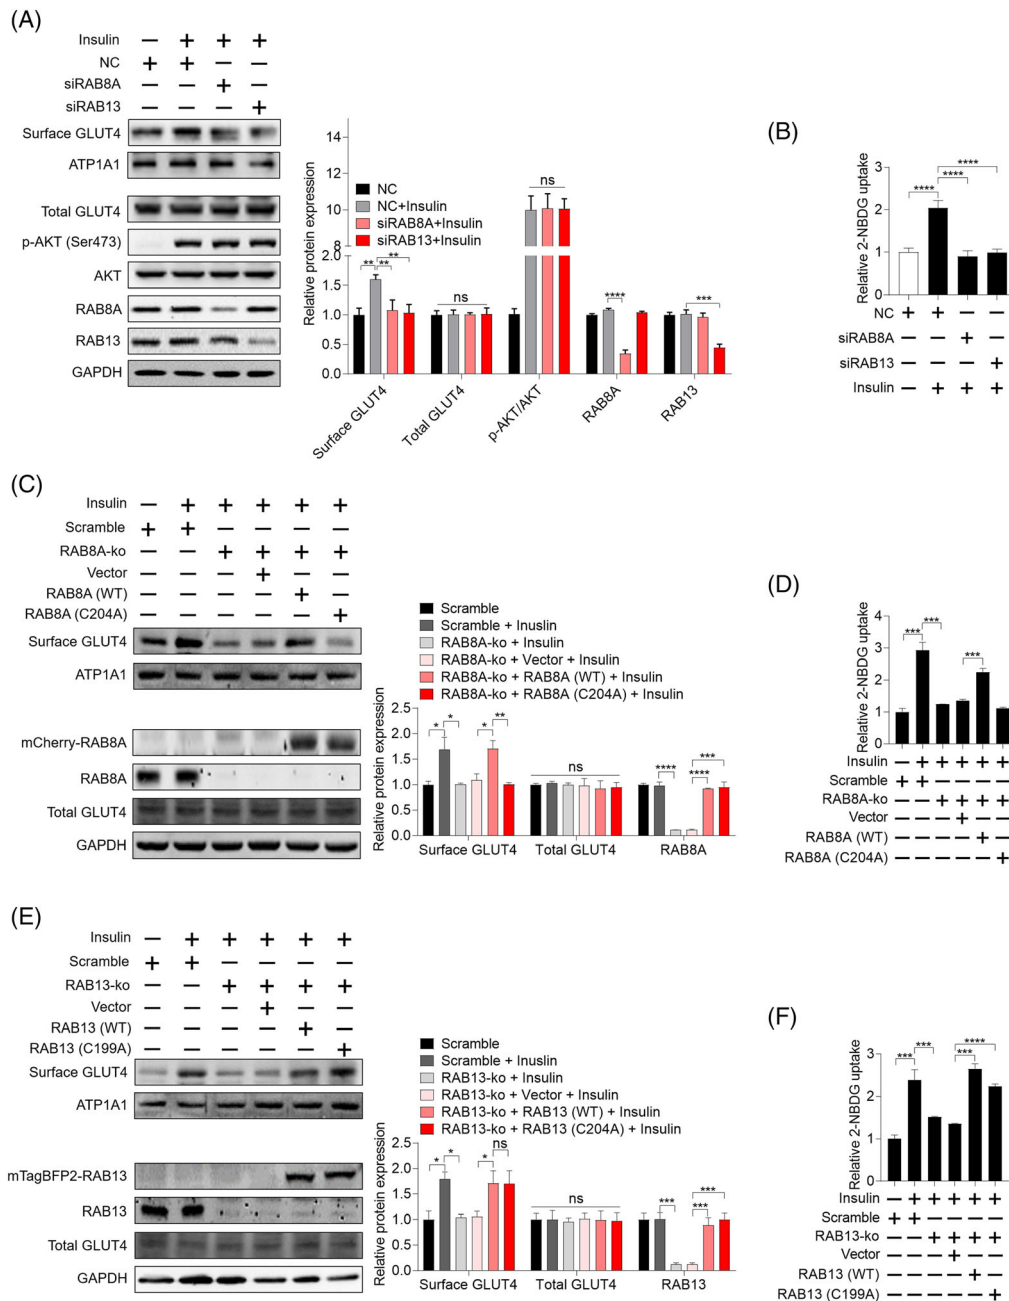 (A)
Insulin — + + +
NC + + — —
siRAB8A — — + —
siRAB13 — — — +
Surface GLUT4
ATP1A1
Total GLUT4
p-AKT (Ser473)
AKT
RAB8A
RAB13
GAPDH
Relative protein expression
14
12
10
8
2.0
1.5
1.0
0.5
0.0
NC
NC+Insulin
siRAB8A+Insulin
siRAB13+Insulin
** ** **
ns
ns
****
***
Surface GLUT4
Total GLUT4
p-AKT/AKT
RAB8A
RAB13
(B)
Relative 2-NBDG uptake
3
2
1
0
**** **** ****
NC + + — —
siRAB8A — — + —
siRAB13 — — — +
Insulin — + + +
(C)
Insulin — + + + + +
Scramble + + — — — —
RAB8A-ko — — + + + +
Vector — — — + — —
RAB8A (WT) — — — — + —
RAB8A (C204A) — — — — — +
Surface GLUT4
ATP1A1
mCherry-RAB8A
RAB8A
Total GLUT4
GAPDH
Scramble
Scramble + Inuslin
RAB8A-ko + Insulin
RAB8A-ko + Vector + Insulin
RAB8A-ko + RAB8A (WT) + Insulin
RAB8A-ko + RAB8A (C204A) + Insulin
Relative protein expression
2.5
2.0
1.5
1.0
0.5
0.0
* * * **
ns
**** **** ***
Surface GLUT4 Total GLUT4 RAB8A
(D)
Relative 2-NBDG uptake
4
3
2
1
0
*** *** ***
Insulin — + + + + +
Scramble + + — — — —
RAB8A-ko — — + + + +
Vector — — — + — —
RAB8A (WT) — — — — + —
RAB8A (C204A) — — — — — +
(E)
Insulin — + + + + +
Scramble + + — — — —
RAB13-ko — — + + + +
Vector — — — + — —
RAB13 (WT) — — — — + —
RAB13 (C199A) — — — — — +
Surface GLUT4
ATP1A1
mTagBFP2-RAB13
RAB13
Total GLUT4
GAPDH
Scramble
Scramble + Inuslin
RAB13-ko + Insulin
RAB13-ko + Vector + Insulin
RAB13-ko + RAB13 (WT) + Insulin
RAB13-ko + RAB13 (C204A) + Insulin
Relative protein expression
2.5
2.0
1.5
1.0
0.5
0.0
* * * ns
ns
*** *** ***
Surface GLUT4 Total GLUT4 RAB13
(F)
Relative 2-NBDG uptake
3
2
1
0
*** *** *** ****
Insulin — + + + + +
Scramble + + — — — —
RAB13-ko — — + + + +
Vector — — — + — —
RAB13 (WT) — — — — + —
RAB13 (C199A) — — — — — +